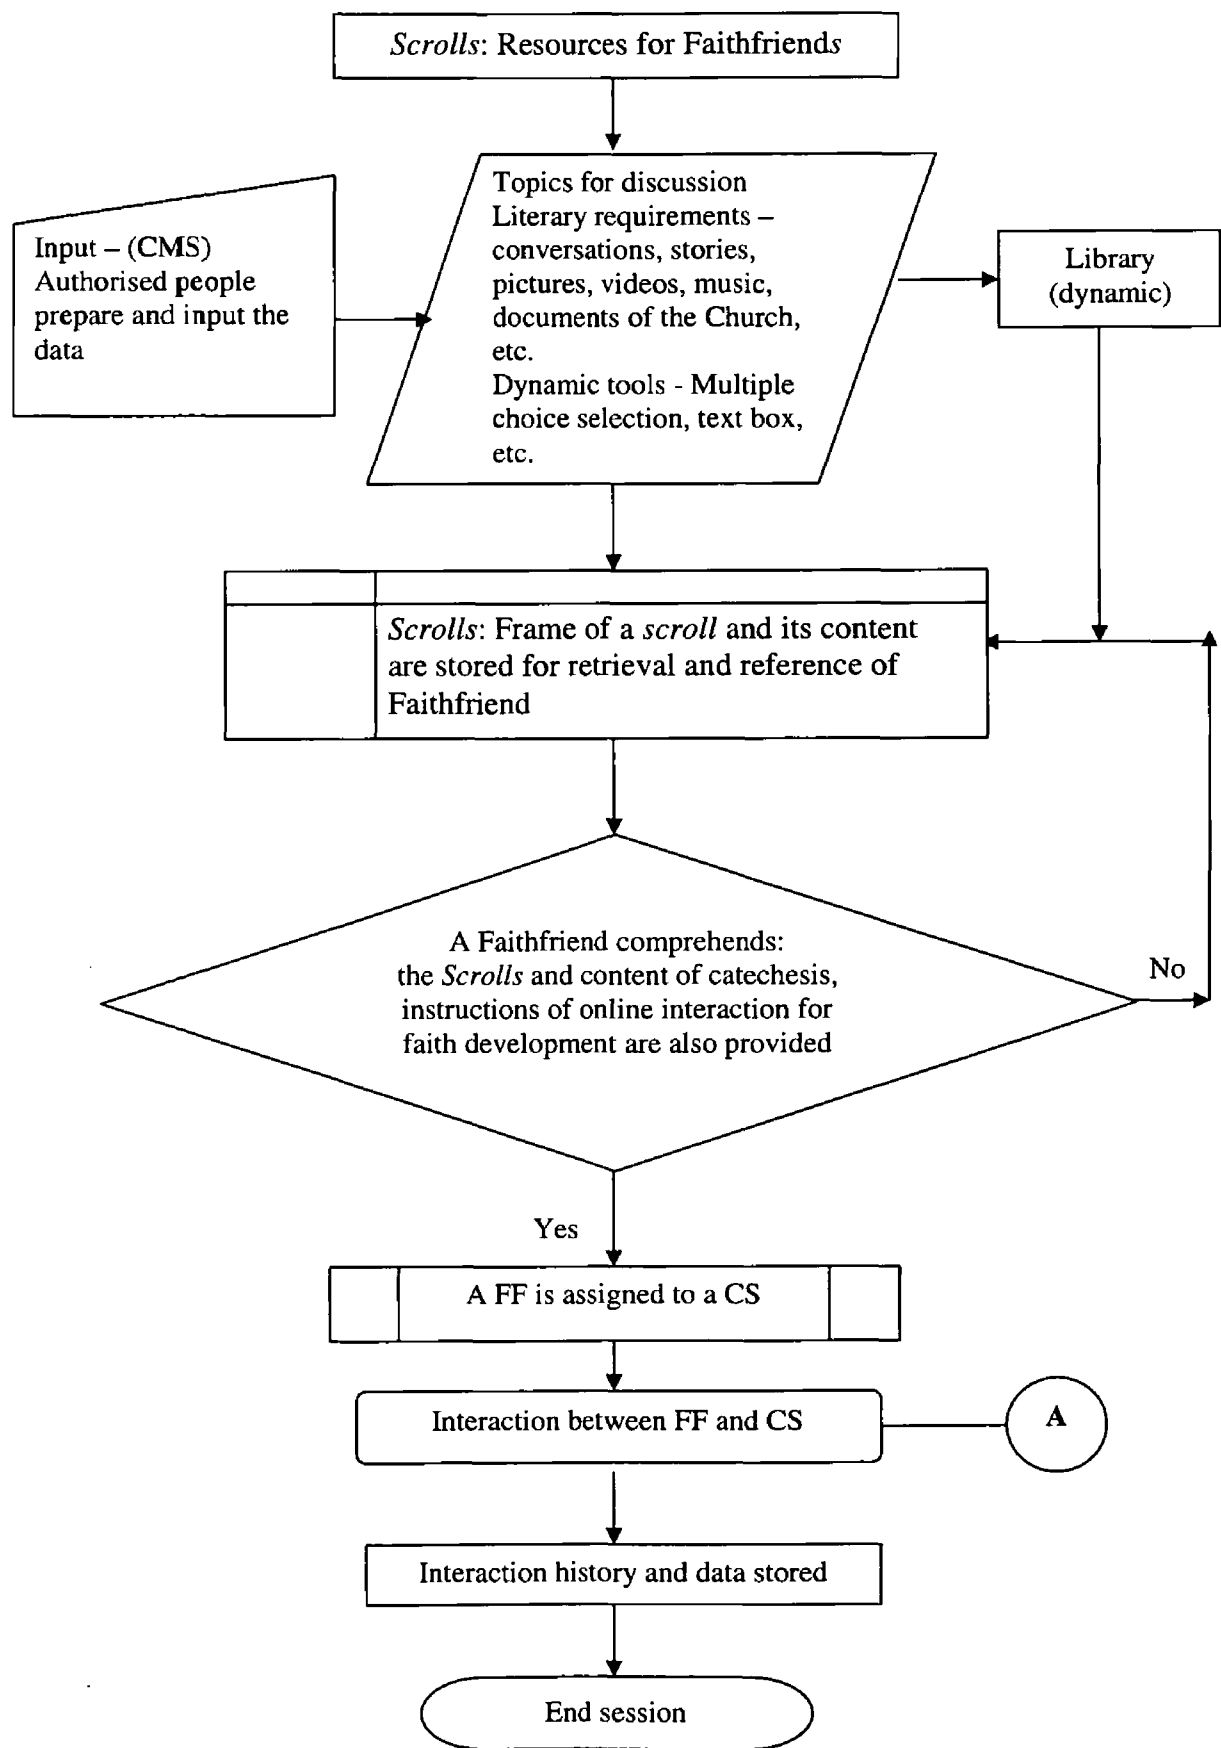 Scrolls: Resources for Faithfriends
Topics for discussion
Literary requirements –
conversations, stories,
pictures, videos, music,
documents of the Church,
etc.
Dynamic tools - Multiple
choice selection, text box,
etc.
Input – (CMS)
Authorised people
prepare and input the
data
Library
(dynamic)
Scrolls: Frame of a scroll and its content
are stored for retrieval and reference of
Faithfriend
A Faithfriend comprehends:
the Scrolls and content of catechesis,
instructions of online interaction for
faith development are also provided
No
Yes
A FF is assigned to a CS
Interaction between FF and CS
A
Interaction history and data stored
End session